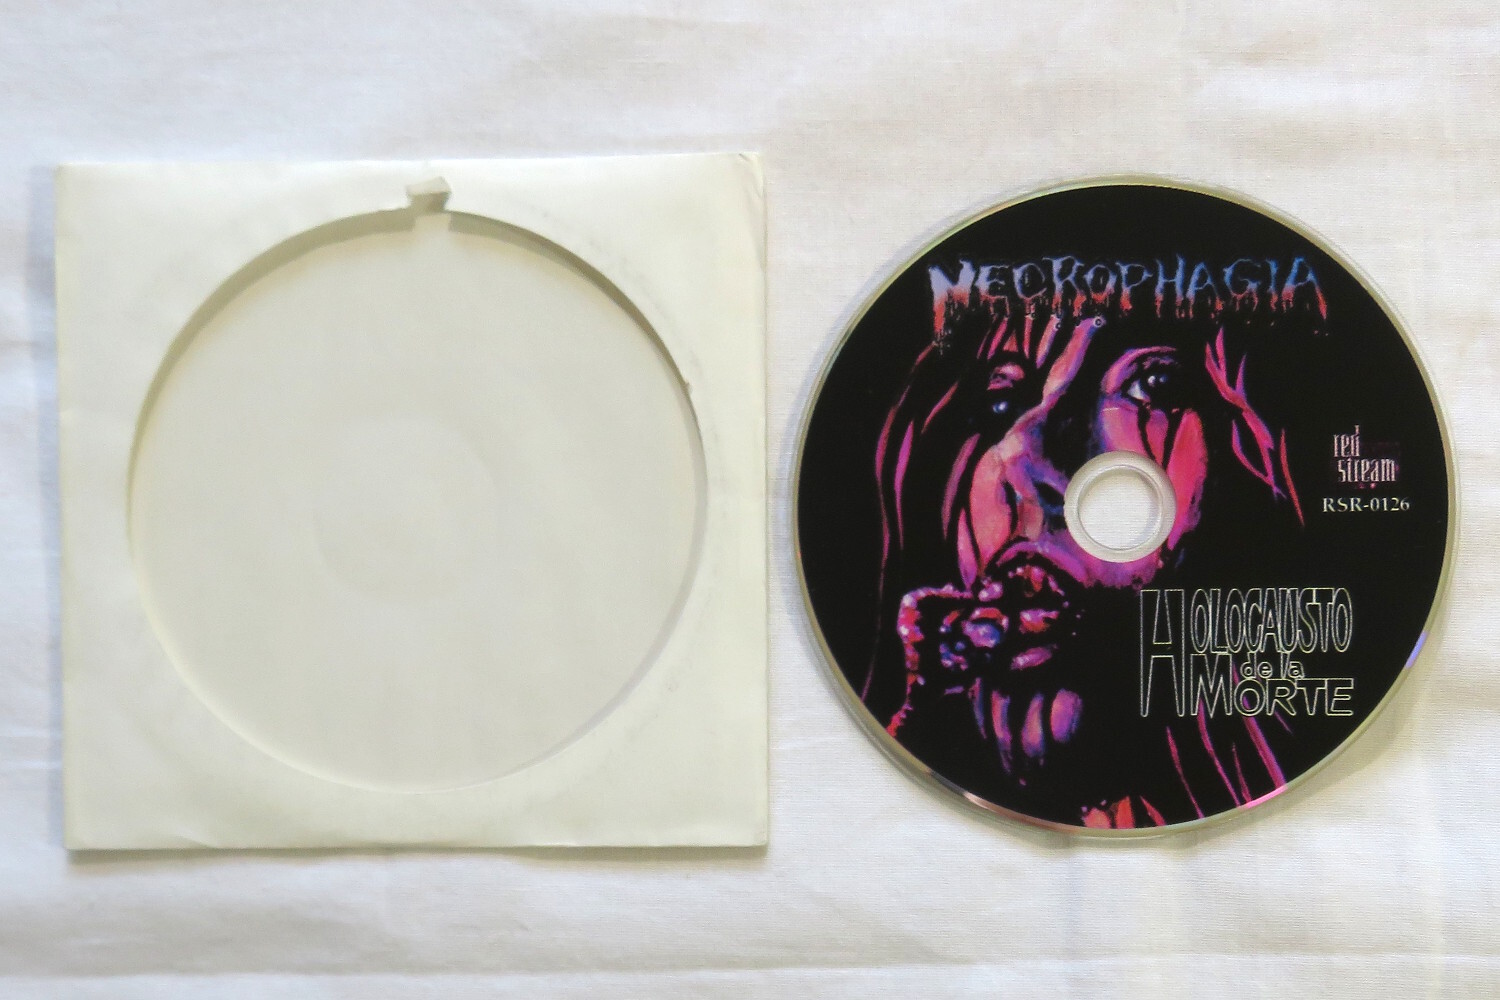 NECROPHAGIA
red
stream
RSR-0126
HOLOCAUSTO
de la
MORTE